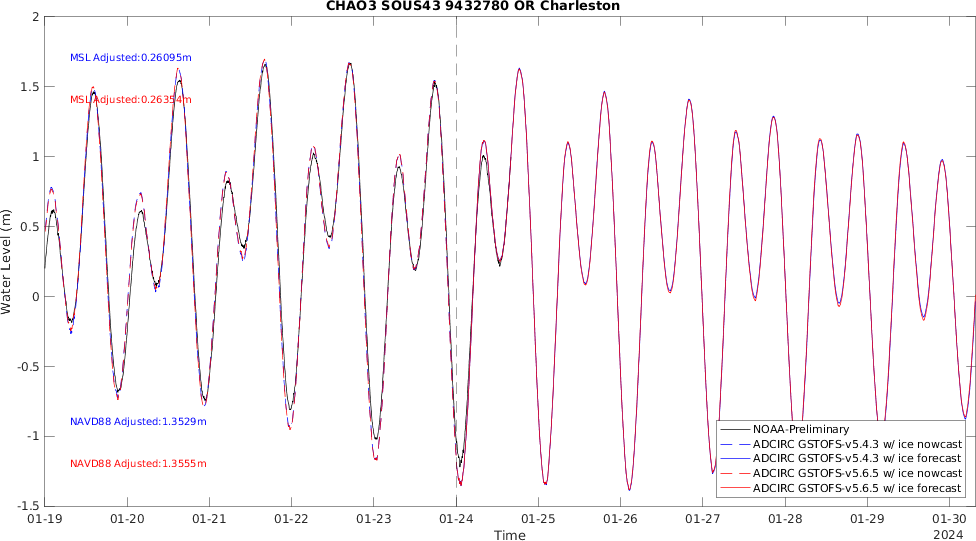 CHAO3 SOUS43 9432780 OR Charleston
2
1.5
1
0.5
0
-0.5
-1
-1.5
Water Level (m)
MSL Adjusted:0.26095m
MSL Adjusted:0.26354m
NAVD88 Adjusted:1.3529m
NAVD88 Adjusted:1.3555m
NOAA-Preliminary
ADCIRC GSTOFS-v5.4.3 w/ ice nowcast
ADCIRC GSTOFS-v5.4.3 w/ ice forecast
ADCIRC GSTOFS-v5.6.5 w/ ice nowcast
ADCIRC GSTOFS-v5.6.5 w/ ice forecast
01-19 01-20 01-21 01-22 01-23 01-24 01-25 01-26 01-27 01-28 01-29 01-30
Time
2024